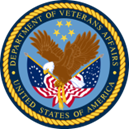 DEPARTMENT OF VETERANS AFFAIRS
UNITED STATES OF AMERICA